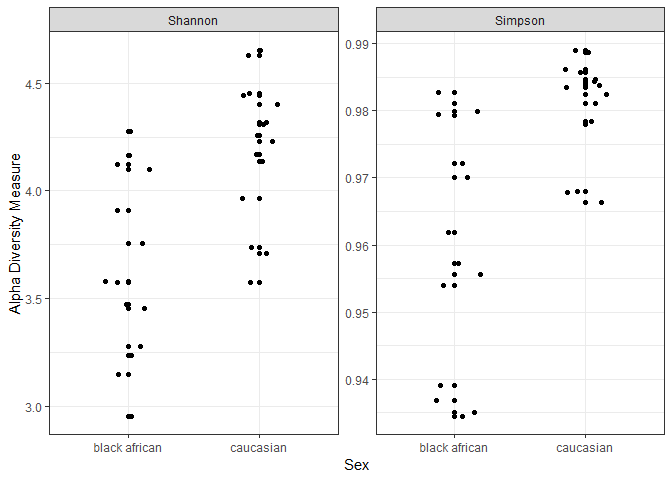 Shannon
Simpson
Alpha Diversity Measure
4.5
4.0
3.5
3.0
0.99
0.98
0.97
0.96
0.95
0.94
black african
caucasian
black african
caucasian
Sex